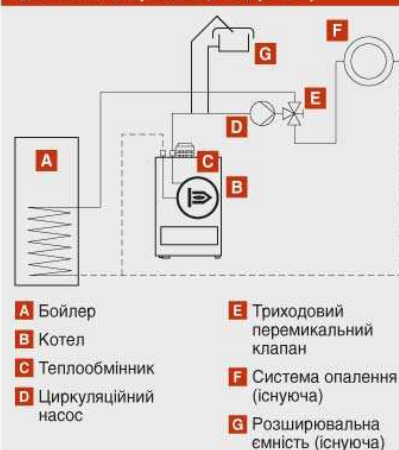 G
F
E
D
A
C
B
A Бойлер
B Котел
C Теплообмінник
D Циркуляційний
насос
E Триходовий
перемикальний
клапан
F Система опалення
(існуюча)
G Розширювальна
ємність (існуюча)